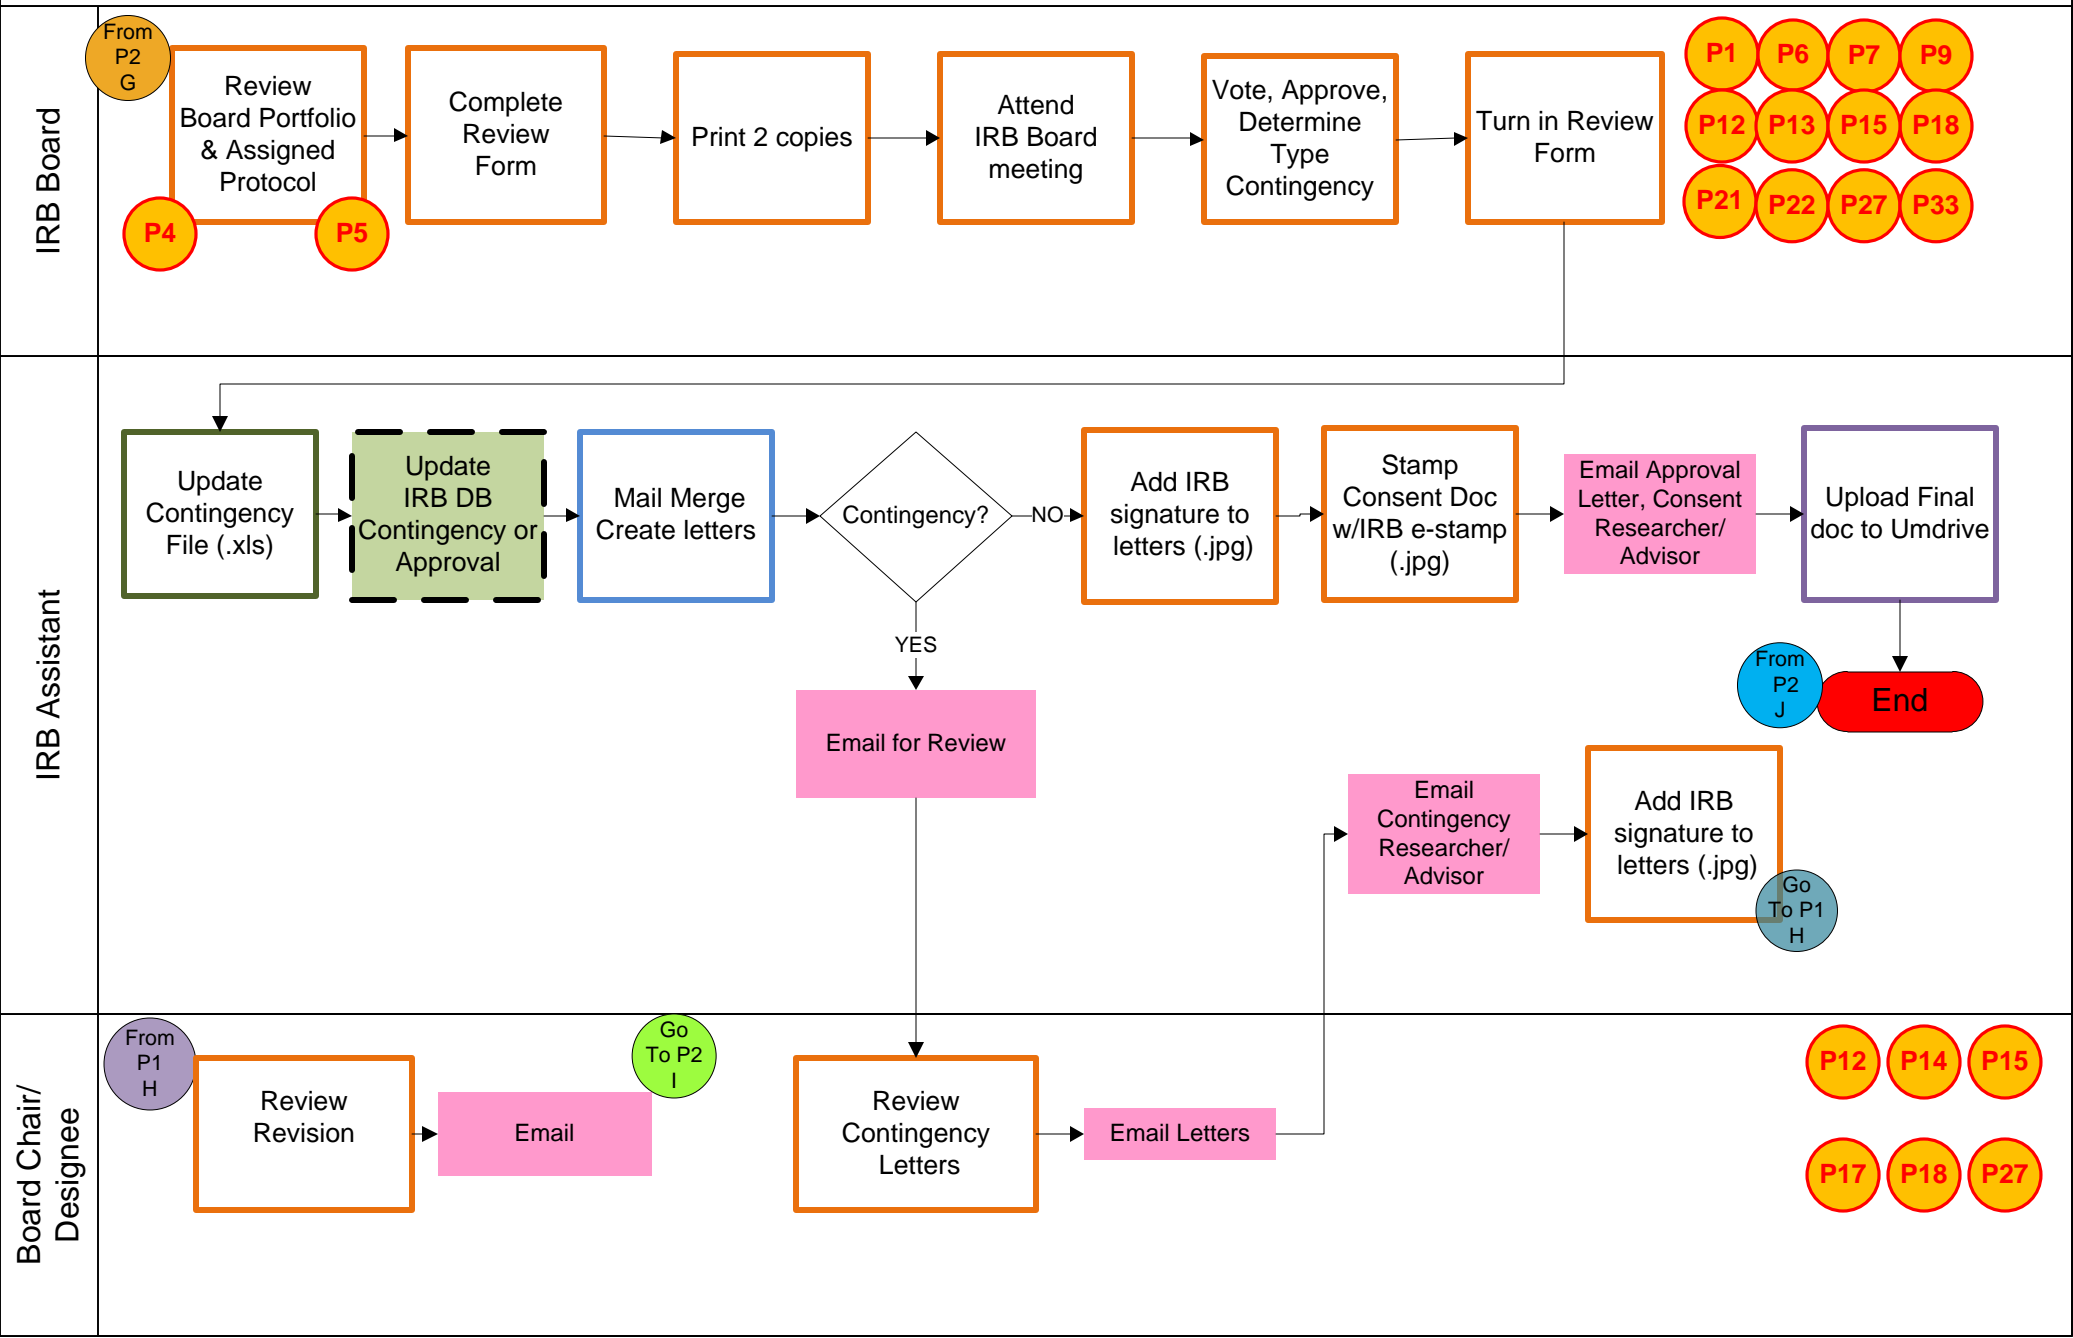 IRB Board
From
P2
G
Review
Board Portfolio
& Assigned
Protocol
P4
P5
Complete
Review
Form
Print 2 copies
Attend
IRB Board
meeting
Vote, Approve,
Determine
Type
Contingency
Turn in Review
Form
P1
P6
P7
P9
P12
P13
P15
P18
P21
P22
P27
P33
IRB Assistant
Update
Contingency
File (.xls)
Update
IRB DB
Contingency or
Approval
Mail Merge
Create letters
Contingency?
NO
YES
Add IRB
signature to
letters (.jpg)
Stamp
Consent Doc
w/IRB e-stamp
(.jpg)
Email Approval
Letter, Consent
Researcher/
Advisor
Upload Final
doc to Umdrive
From
P2
J
End
Email for Review
Email
Contingency
Researcher/
Advisor
Add IRB
signature to
letters (.jpg)
Go
To P1
H
Board Chair/
Designee
From
P1
H
Review
Revision
Email
Go
To P2
I
Review
Contingency
Letters
Email Letters
P12
P14
P15
P17
P18
P27